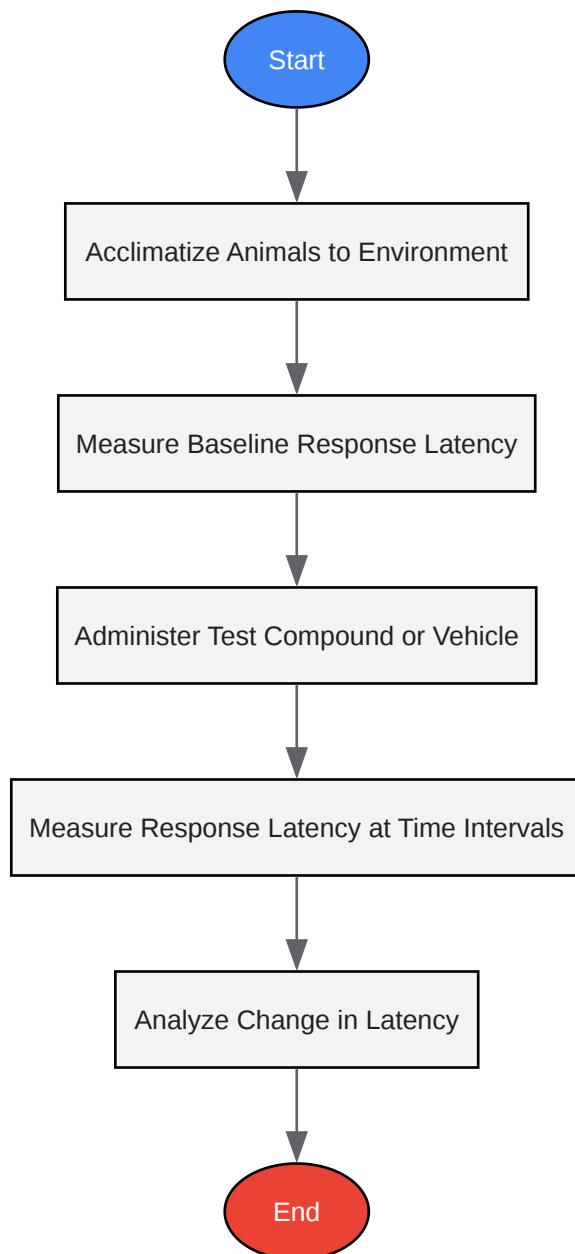 Start
Acclimatize Animals to Environment
Measure Baseline Response Latency
Administer Test Compound or Vehicle
Measure Response Latency at Time Intervals
Analyze Change in Latency
End